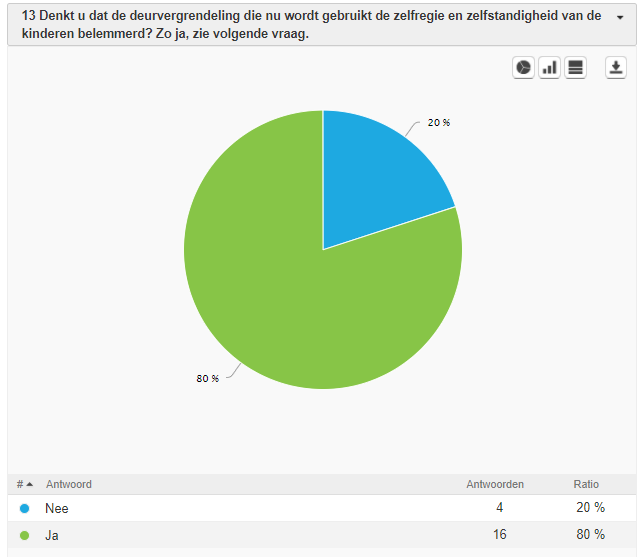 13 Denkt u dat de deurvergrendeling die nu wordt gebruikt de zelfregie en zelfstandigheid van de
kinderen belemmerd? Zo ja, zie volgende vraag.
20 %
80 %
# Antwoord Antwoorden Ratio
Nee 4 20 %
Ja 16 80 %